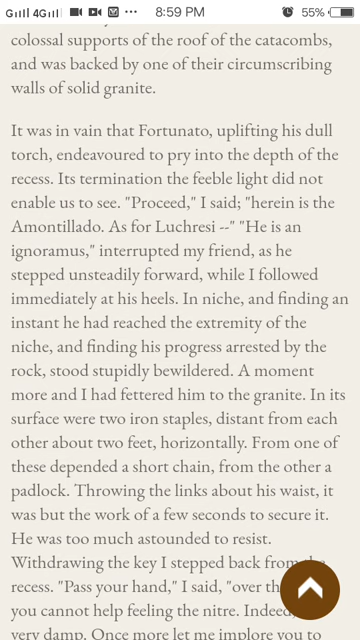 4G 8:59 PM 55%
colossal supports of the roof of the catacombs,
and was backed by one of their circumscribing
walls of solid granite.
It was in vain that Fortunato, uplifting his dull
torch, endeavoured to pry into the depth of the
recess. Its termination the feeble light did not
enable us to see. "Proceed," I said; "herein is the
Amontillado. As for Luchresi --" "He is an
ignoramus," interrupted my friend, as he
stepped unsteadily forward, while I followed
immediately at his heels. In niche, and finding an
instant he had reached the extremity of the
niche, and finding his progress arrested by the
rock, stood stupidly bewildered. A moment
more and I had fettered him to the granite. In its
surface were two iron staples, distant from each
other about two feet, horizontally. From one of
these depended a short chain, from the other a
padlock. Throwing the links about his waist, it
was but the work of a few seconds to secure it.
He was too much astounded to resist.
Withdrawing the key I stepped back from the
recess. "Pass your hand," I said, "over
you cannot help feeling the nitre. Indeed,
very damp. Once more let me implore you to